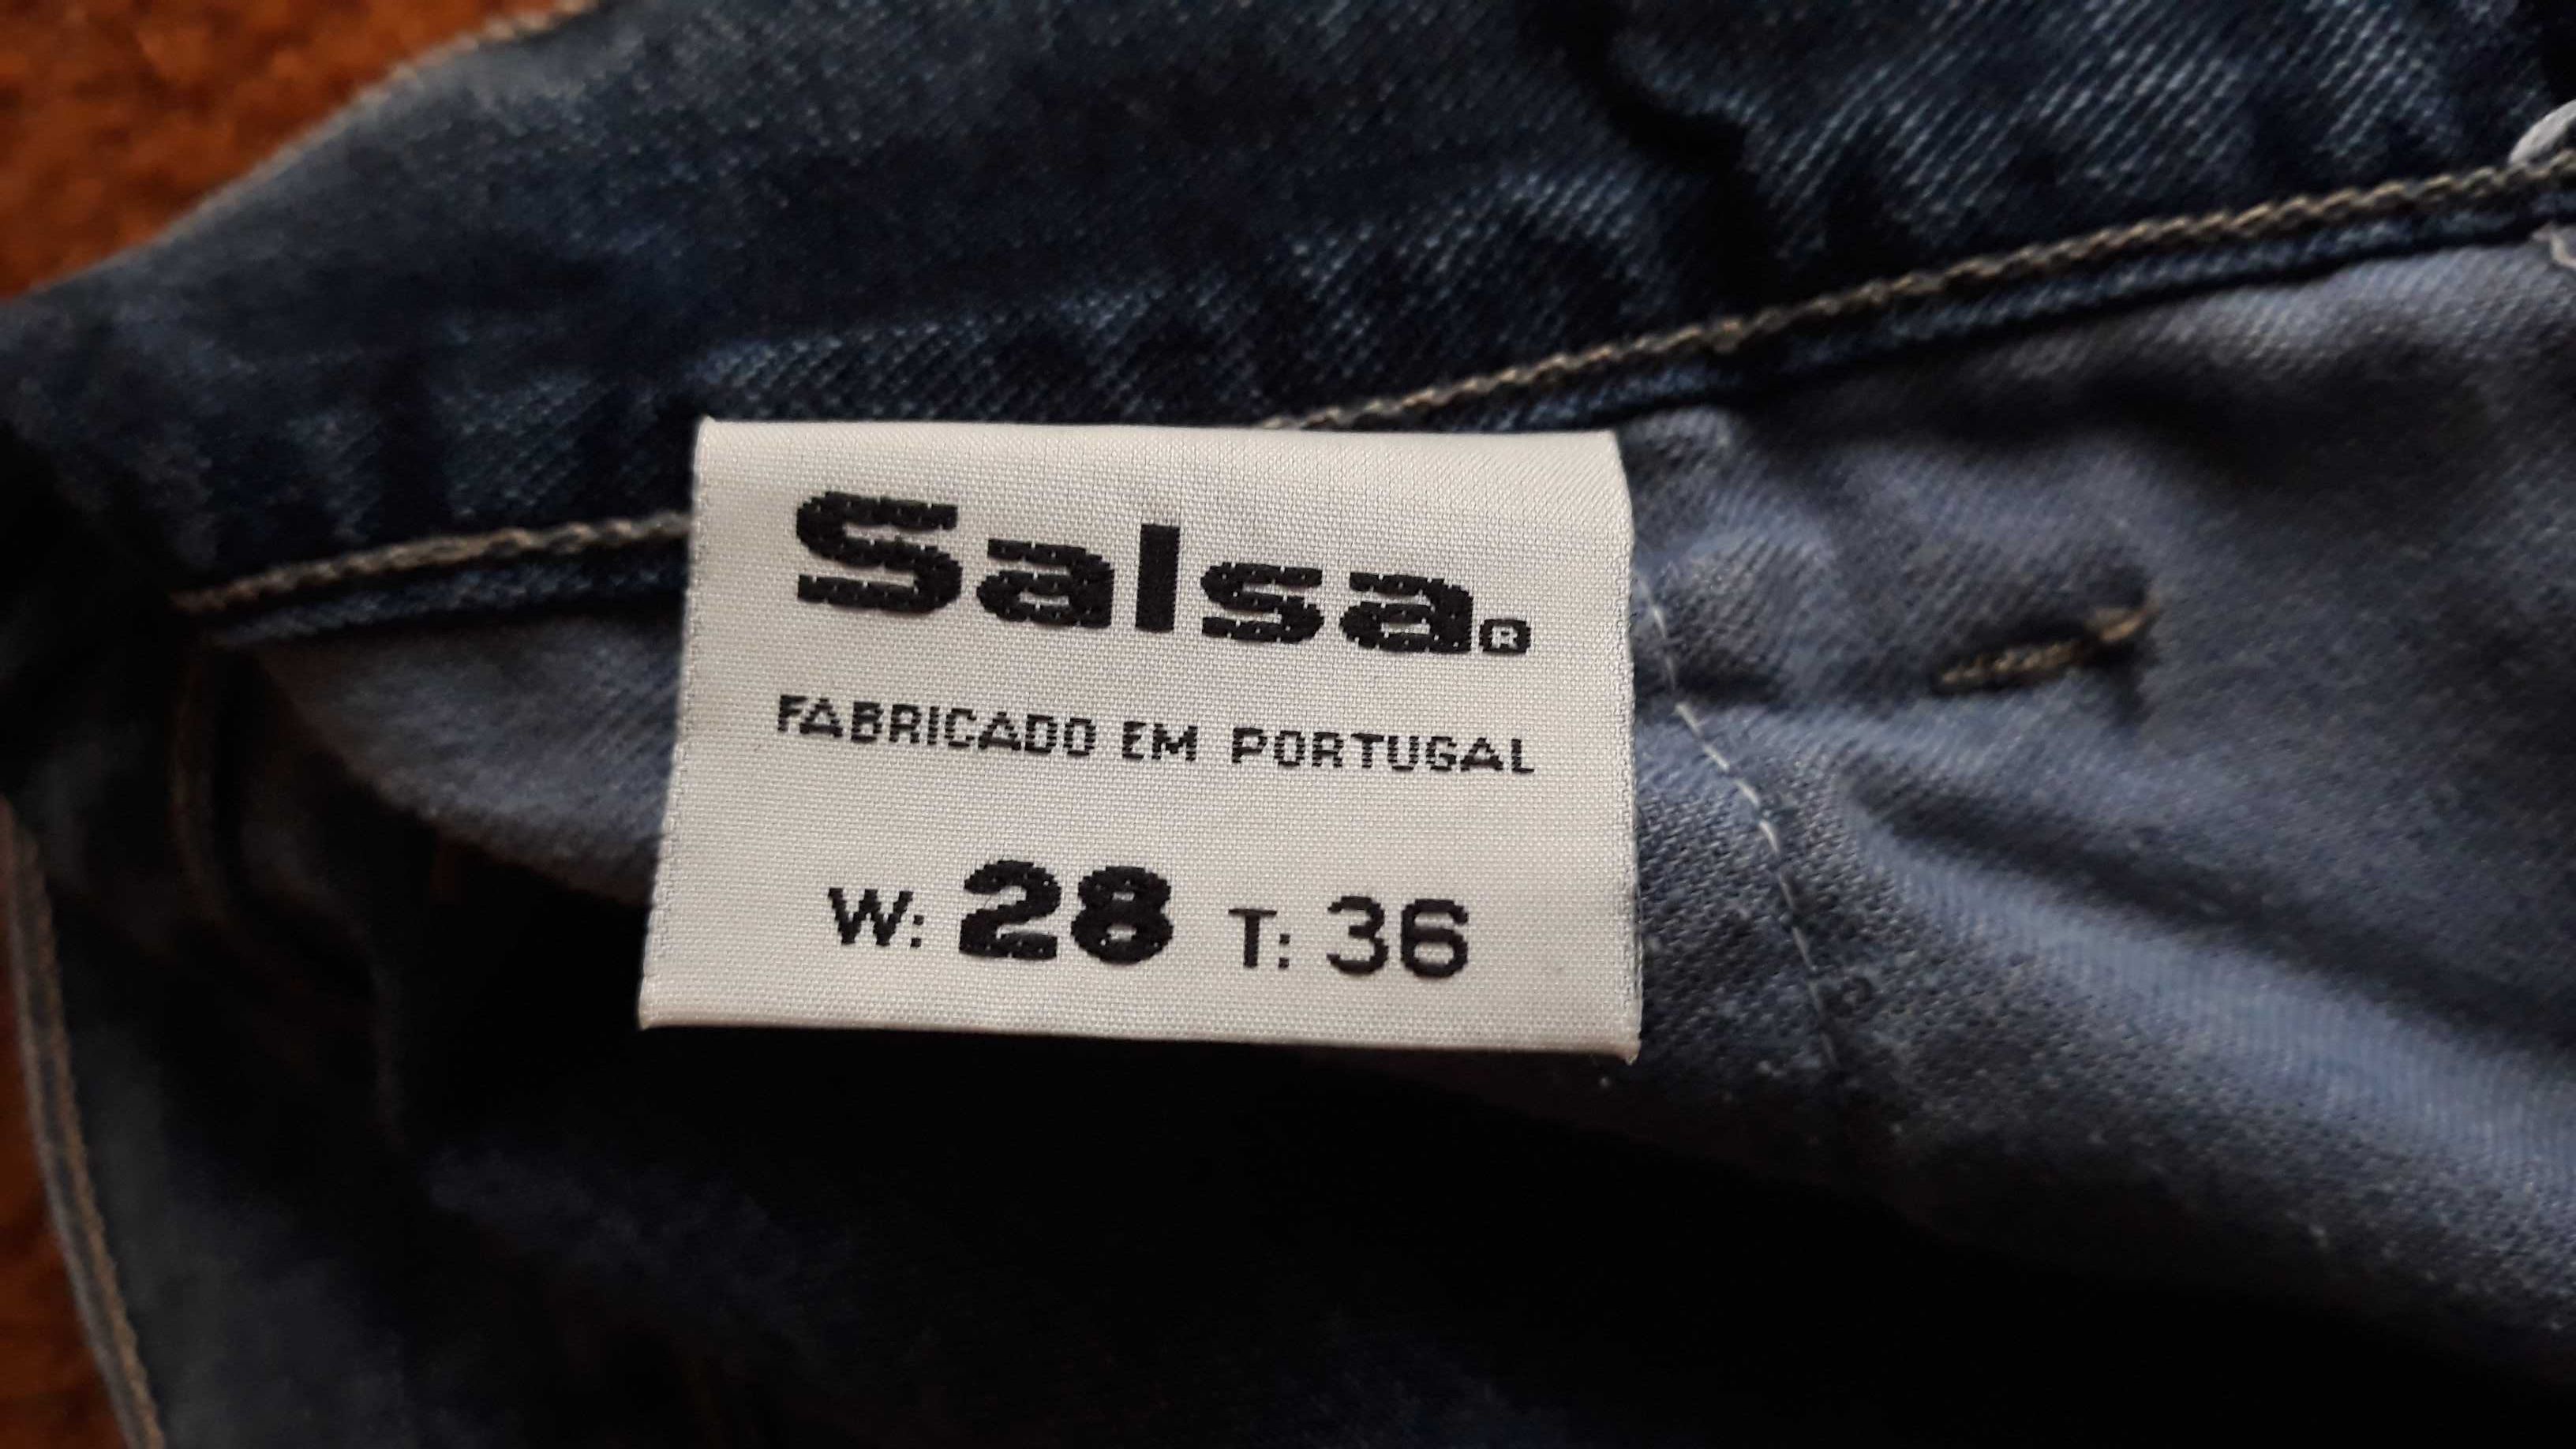 Salsa®
FABRICADO EM PORTUGAL
W: 28 T: 36